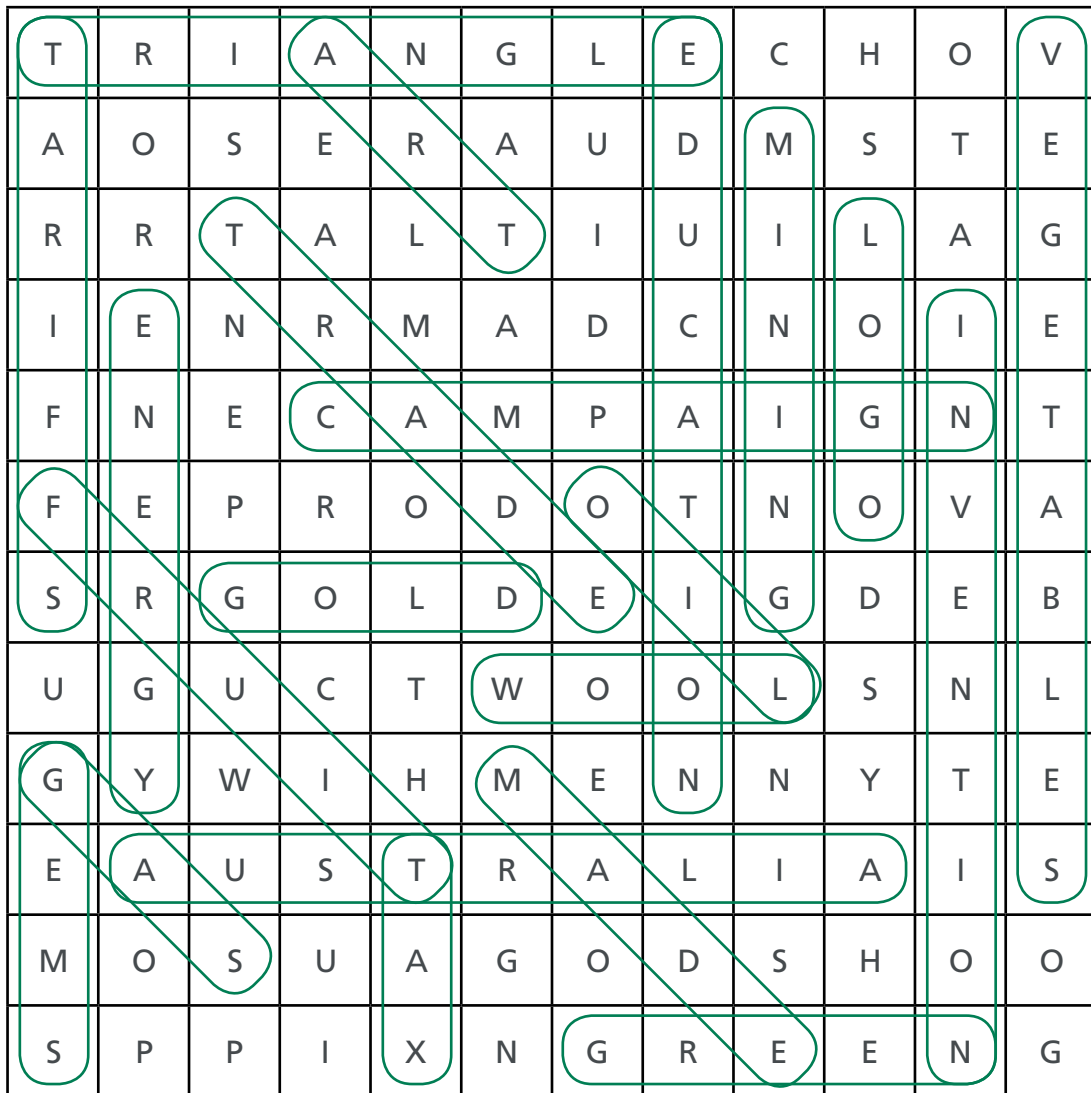 T R I A N G L E C H O V
A O S E R A U D M S T E
R R T A L T I U I L A G
I E N R M A D C N O I E
F N E C A M P A I G N T
F E P R O D O T N O V A
S R G O L D E I G D E B
U G U C T W O O L S N L
G Y W I H M E N N Y T E
E A U S T R A L I A I S
M O S U A G O D S H O O
S P P I X N G R E E N G